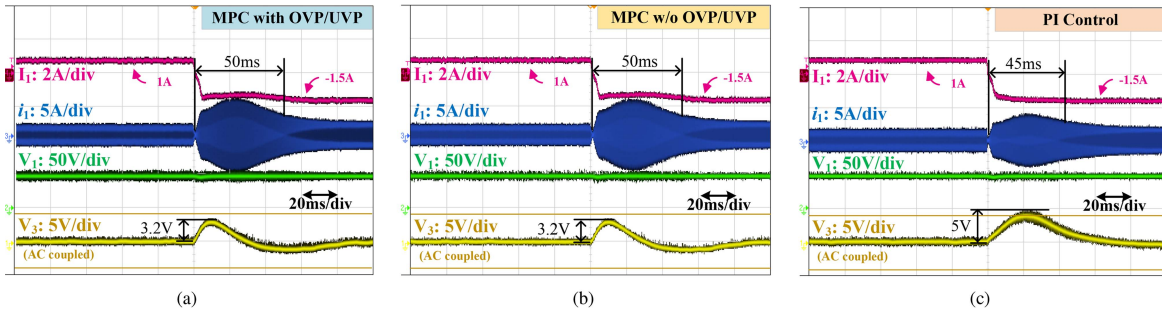 MPC with OVP/UVP
50ms
I₁: 2A/div
1A
-1.5A
i₁: 5A/div
V₁: 50V/div
20ms/div
V₃: 5V/div
3.2V
(AC coupled)
(a)
MPC w/o OVP/UVP
50ms
I₁: 2A/div
1A
-1.5A
i₁: 5A/div
V₁: 50V/div
20ms/div
V₃: 5V/div
3.2V
(AC coupled)
(b)
PI Control
45ms
I₁: 2A/div
1A
-1.5A
i₁: 5A/div
V₁: 50V/div
20ms/div
V₃: 5V/div
5V
(AC coupled)
(c)